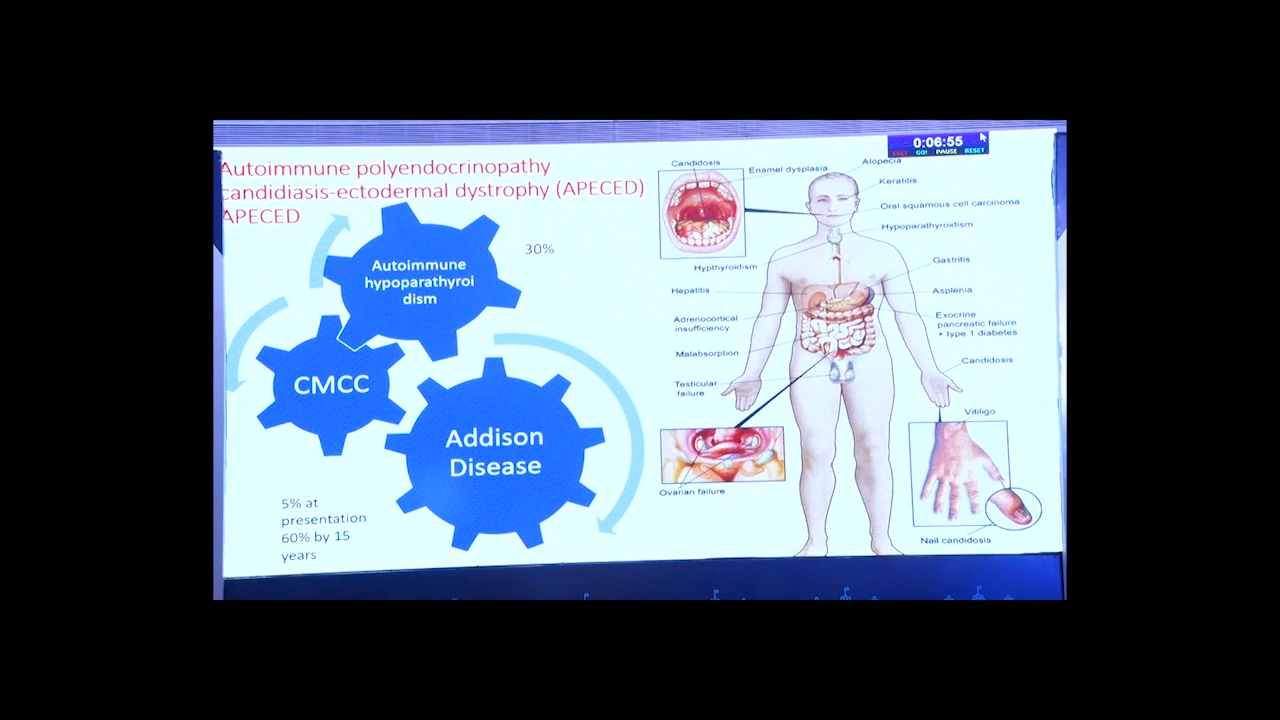 0:06:55
EXIT GO! PAUSE RESET
Autoimmune polyendocrinopathy
candidiasis-ectodermal dystrophy (APECED)
APECED
30%
Autoimmune
hypoparathyroi
dism
CMCC
Addison
Disease
5% at
presentation
60% by 15
years
Candidosis
Enamel dysplasia
Alopecia
Keratitis
Oral squamous cell carcinoma
Hypoparathyroidism
Hypthyroidism
Gastritis
Hepatitis
Asplenia
Adrenocortical
insufficiency
Exocrine
pancreatic failure
+ type 1 diabetes
Malabsorption
Candidosis
Testicular
failure
Vitiligo
Ovarian failure
Nail candidosis